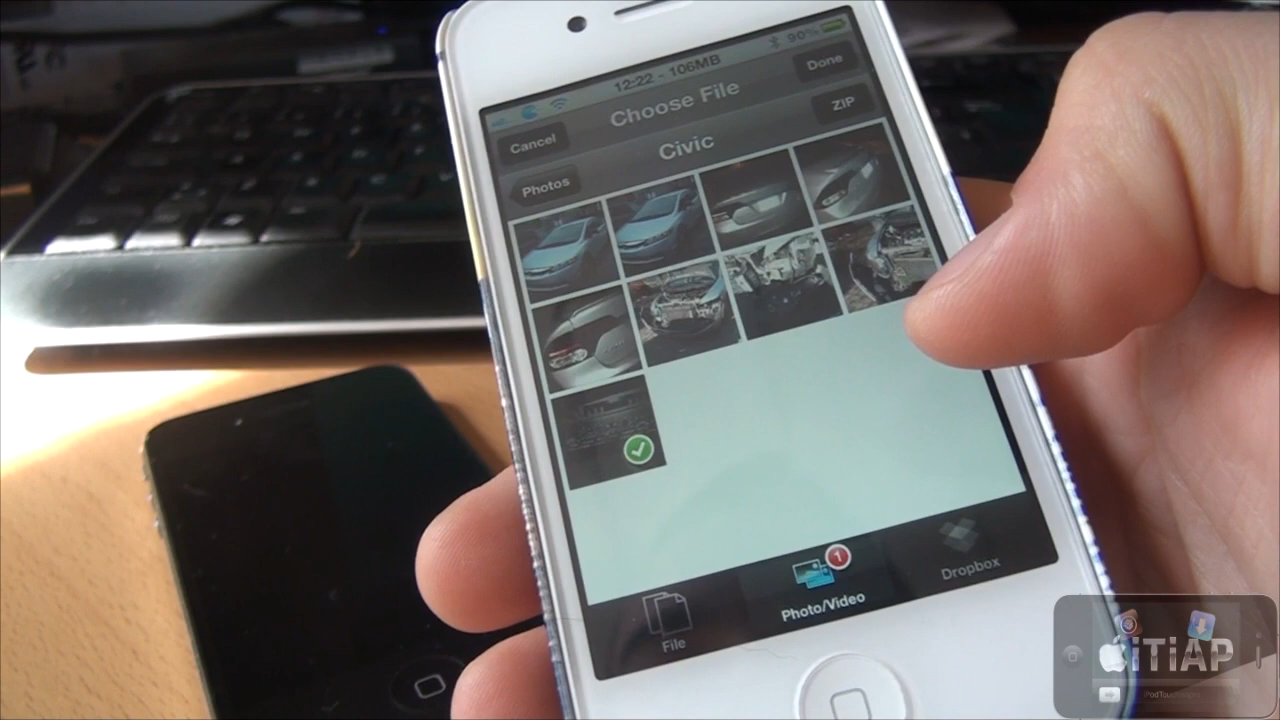 12:22 - 106MB
90%
Choose File
Done
Cancel
Civic
ZIP
Photos
1
File
Photo/Video
Dropbox
iTiAP